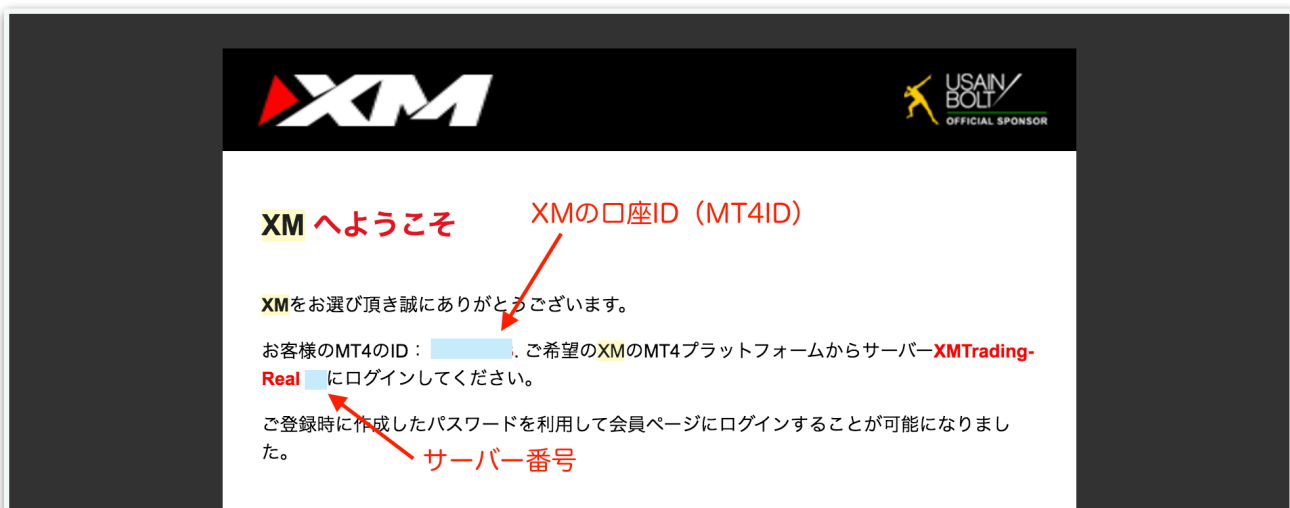 XM
USAIN
BOLT
OFFICIAL SPONSOR
XM へようこそ
XMの口座ID（MT4ID）
XMをお選び頂き誠にありがとうございます。
お客様のMT4のID： . ご希望のXMのMT4プラットフォームからサーバーXMTrading-
Real にログインしてください。
ご登録時に作成したパスワードを利用して会員ページにログインすることが可能になりまし
た。
サーバー番号